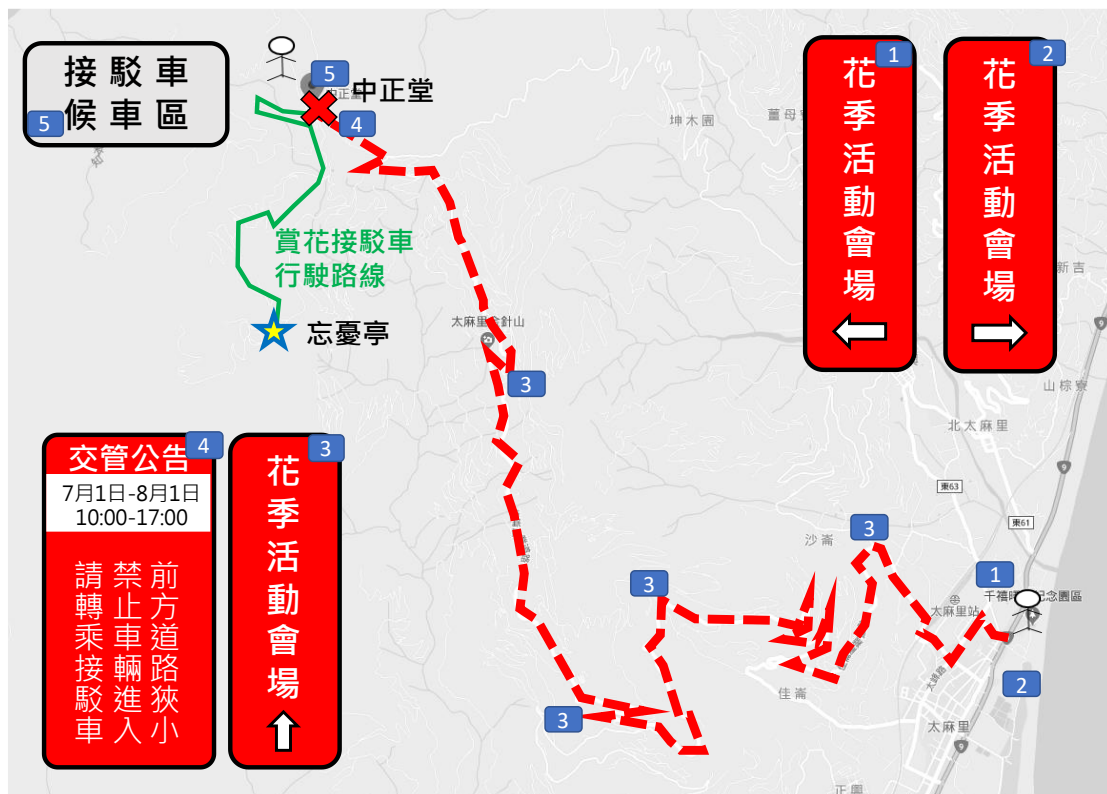 接駁車
候車區
5
5
中正堂
4
賞花接駁車
行駛路線
忘憂亭
1
花季活動會場
2
花季活動會場
坤木園
新吉
9
山棕寮
北太麻里
太麻里金針山
3
4
交管公告
7月1日-8月1日
10:00-17:00
前方道路狹小
禁止車輛進入
請轉乘接駁車
3
花季活動會場
東63
東61
沙崙
3
3
3
1
太麻里站
2
佳崙
太麻里
9
9
正興